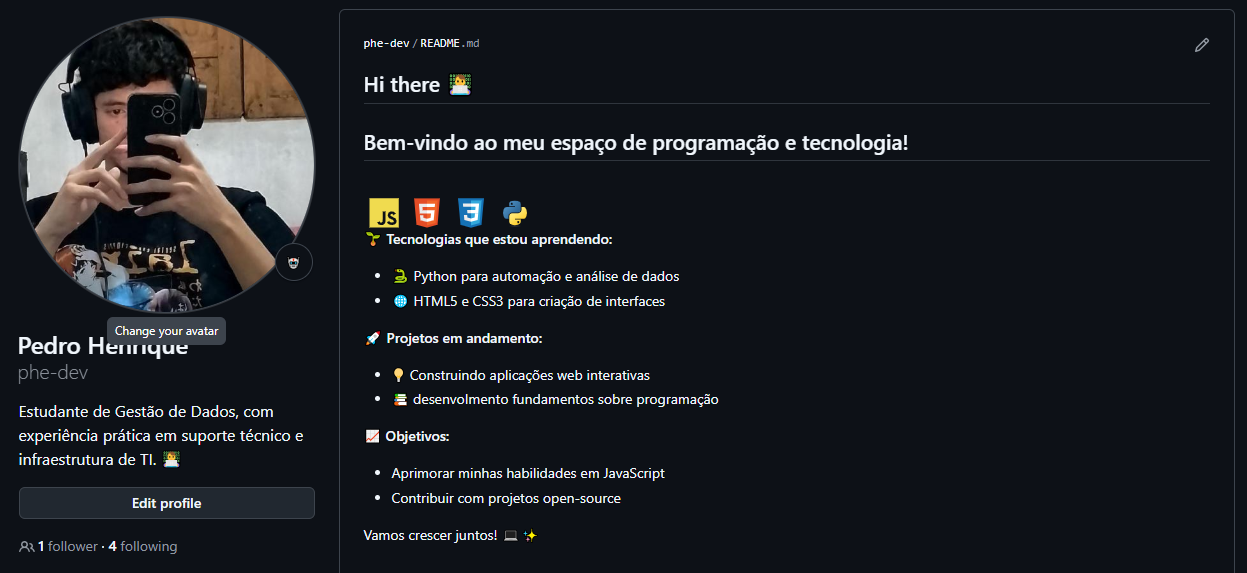 phe-dev/README.md
Hi there 👨‍💻
Bem-vindo ao meu espaço de programação e tecnologia!
JS 5 3
🌱 Tecnologias que estou aprendendo:
🐍 Python para automação e análise de dados
🌐 HTML5 e CSS3 para criação de interfaces
🚀 Projetos em andamento:
💡 Construindo aplicações web interativas
📚 desenvolmento fundamentos sobre programação
📈 Objetivos:
Aprimorar minhas habilidades em JavaScript
Contribuir com projetos open-source
Vamos crescer juntos! 💻 ✨
Change your avatar
Pedro Henrique
phe-dev
Estudante de Gestão de Dados, com
experiência prática em suporte técnico e
infraestrutura de TI. 👨‍💻
Edit profile
1 follower · 4 following